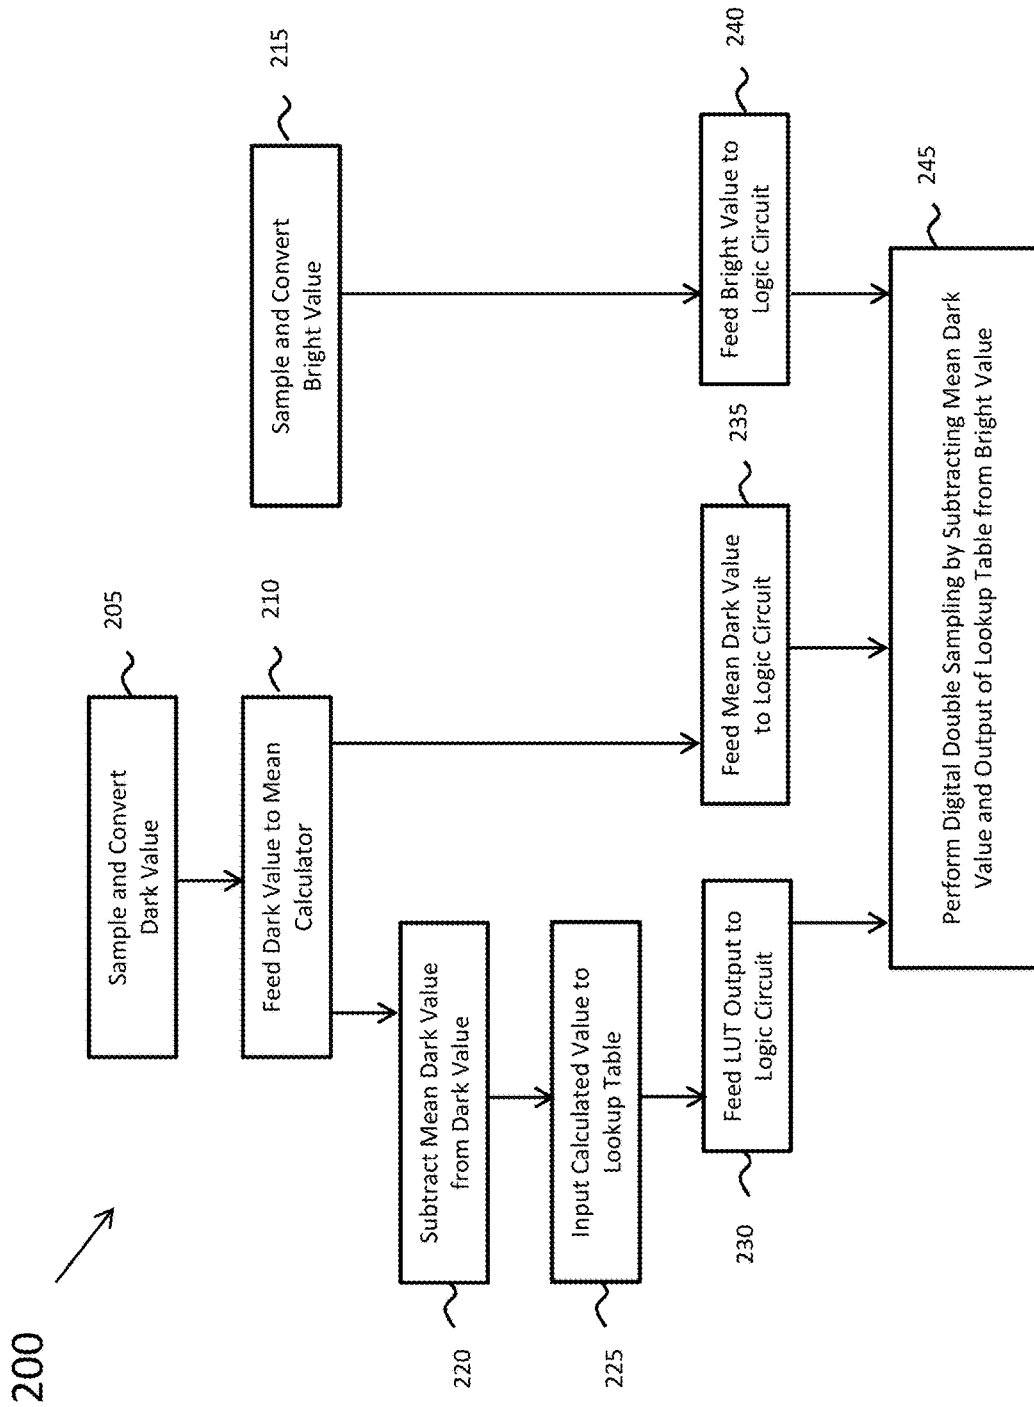 200
205
Sample and Convert
Dark Value
210
Feed Dark Value to Mean
Calculator
215
Sample and Convert
Bright Value
220
Subtract Mean Dark Value
from Dark Value
225
Input Calculated Value to
Lookup Table
230
Feed LUT Output to
Logic Circuit
235
Feed Mean Dark Value
to Logic Circuit
240
Feed Bright Value to
Logic Circuit
245
Perform Digital Double Sampling by Subtracting Mean Dark
Value and Output of Lookup Table from Bright Value